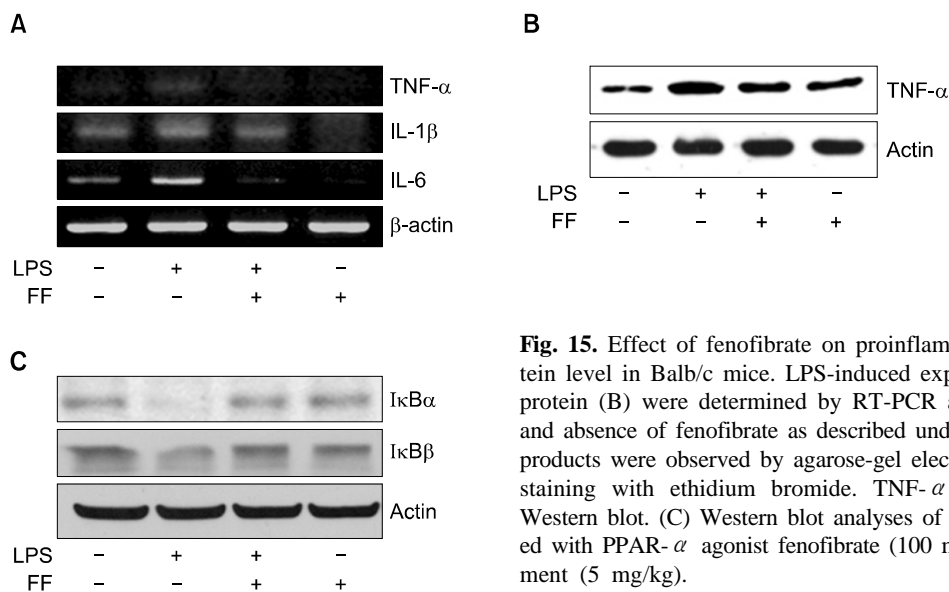 A
TNF-α
IL-1β
IL-6
β-actin
LPS − + + −
FF − − + +
B
TNF-α
Actin
LPS − + + −
FF − − + +
C
IκBα
IκBβ
Actin
LPS − + + −
FF − − + +
Fig. 15. Effect of fenofibrate on proinflam
tein level in Balb/c mice. LPS-induced exp
protein (B) were determined by RT-PCR
and absence of fenofibrate as described und
products were observed by agarose-gel elec
staining with ethidium bromide. TNF-α
Western blot. (C) Western blot analyses of
ed with PPAR-α agonist fenofibrate (100 m
ment (5 mg/kg).